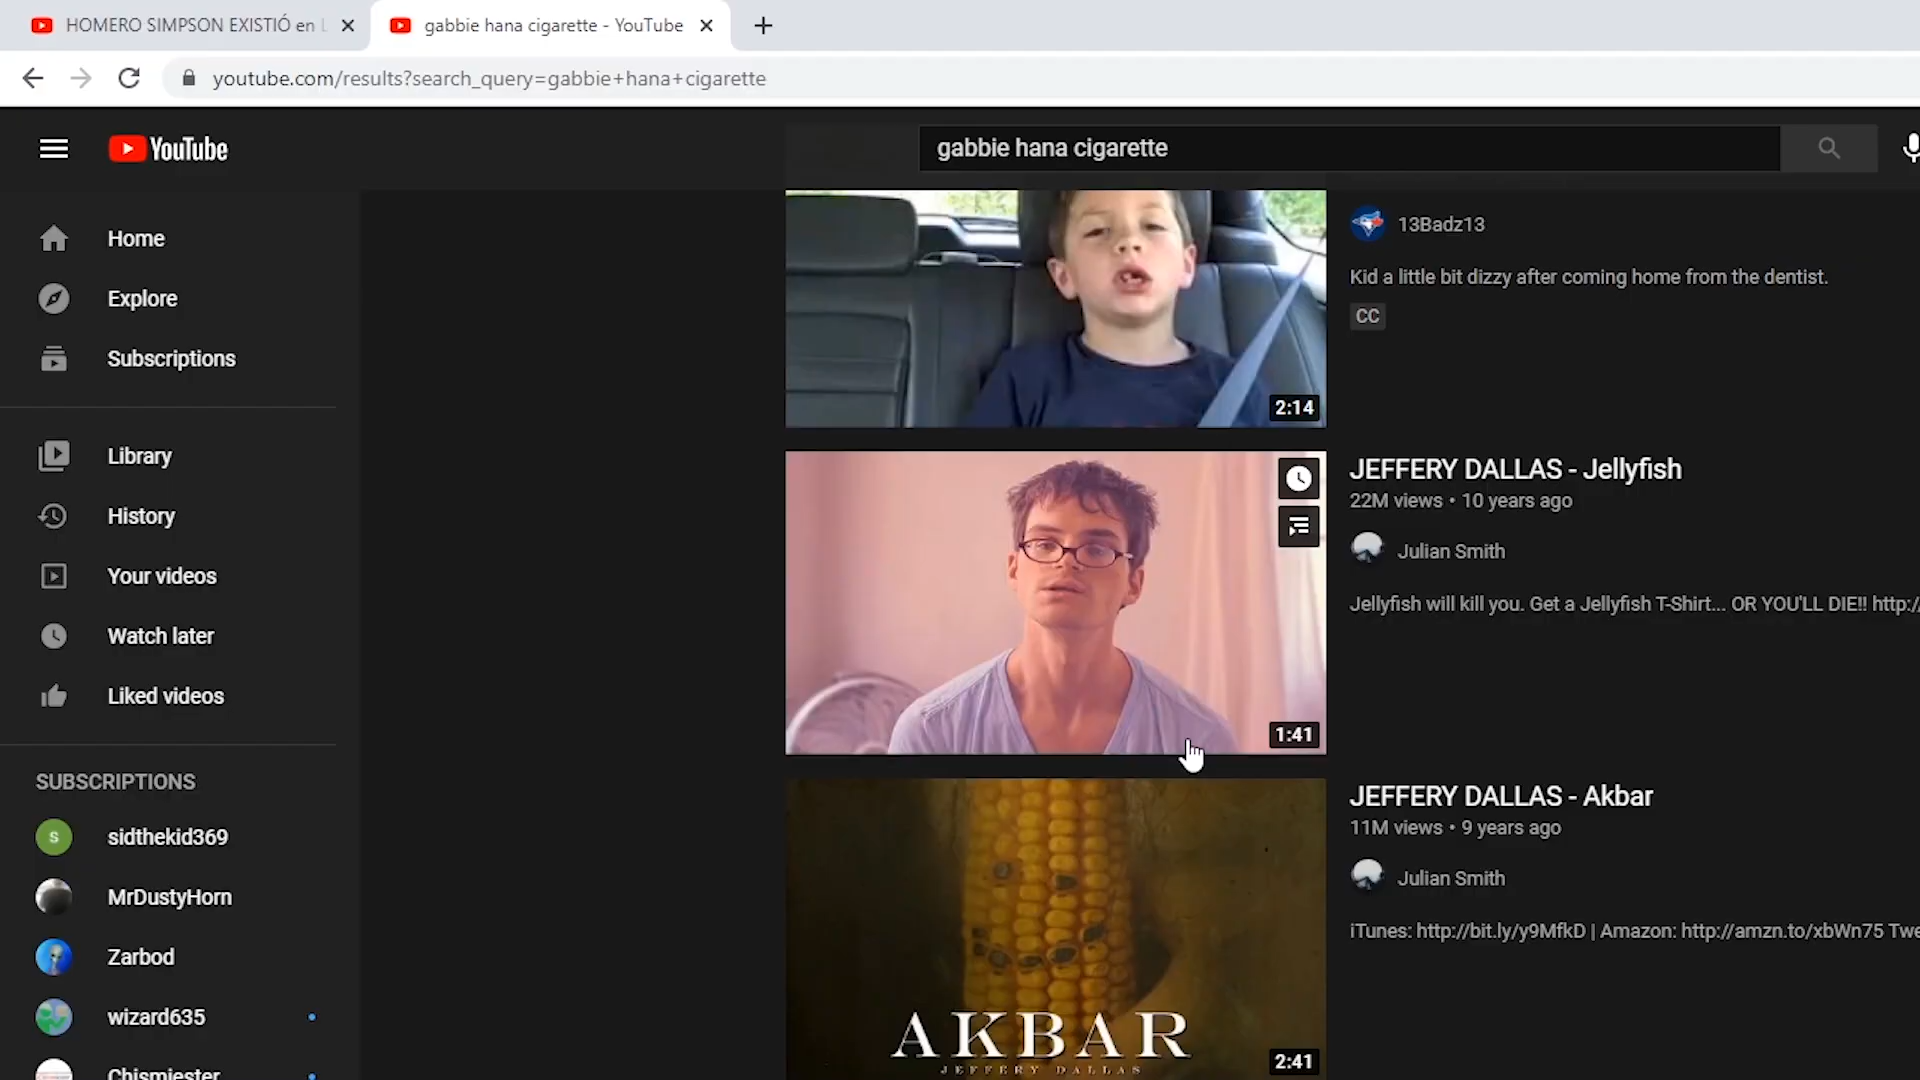 HOMERO SIMPSON EXISTIÓ en L
gabbie hana cigarette - YouTube
youtube.com/results?search_query=gabbie+hana+cigarette
YouTube
gabbie hana cigarette
Home
Explore
Subscriptions
Library
History
Your videos
Watch later
Liked videos
SUBSCRIPTIONS
S
sidthekid369
MrDustyHorn
Zarbod
wizard635
Chismiester
2:14
13Badz13
Kid a little bit dizzy after coming home from the dentist.
CC
1:41
JEFFERY DALLAS - Jellyfish
22M views • 10 years ago
Julian Smith
Jellyfish will kill you. Get a Jellyfish T-Shirt... OR YOU'LL DIE!! http:/
AKBAR
JEFFERY DALLAS
2:41
JEFFERY DALLAS - Akbar
11M views • 9 years ago
Julian Smith
iTunes: http://bit.ly/y9MfkD | Amazon: http://amzn.to/xbWn75 Twe